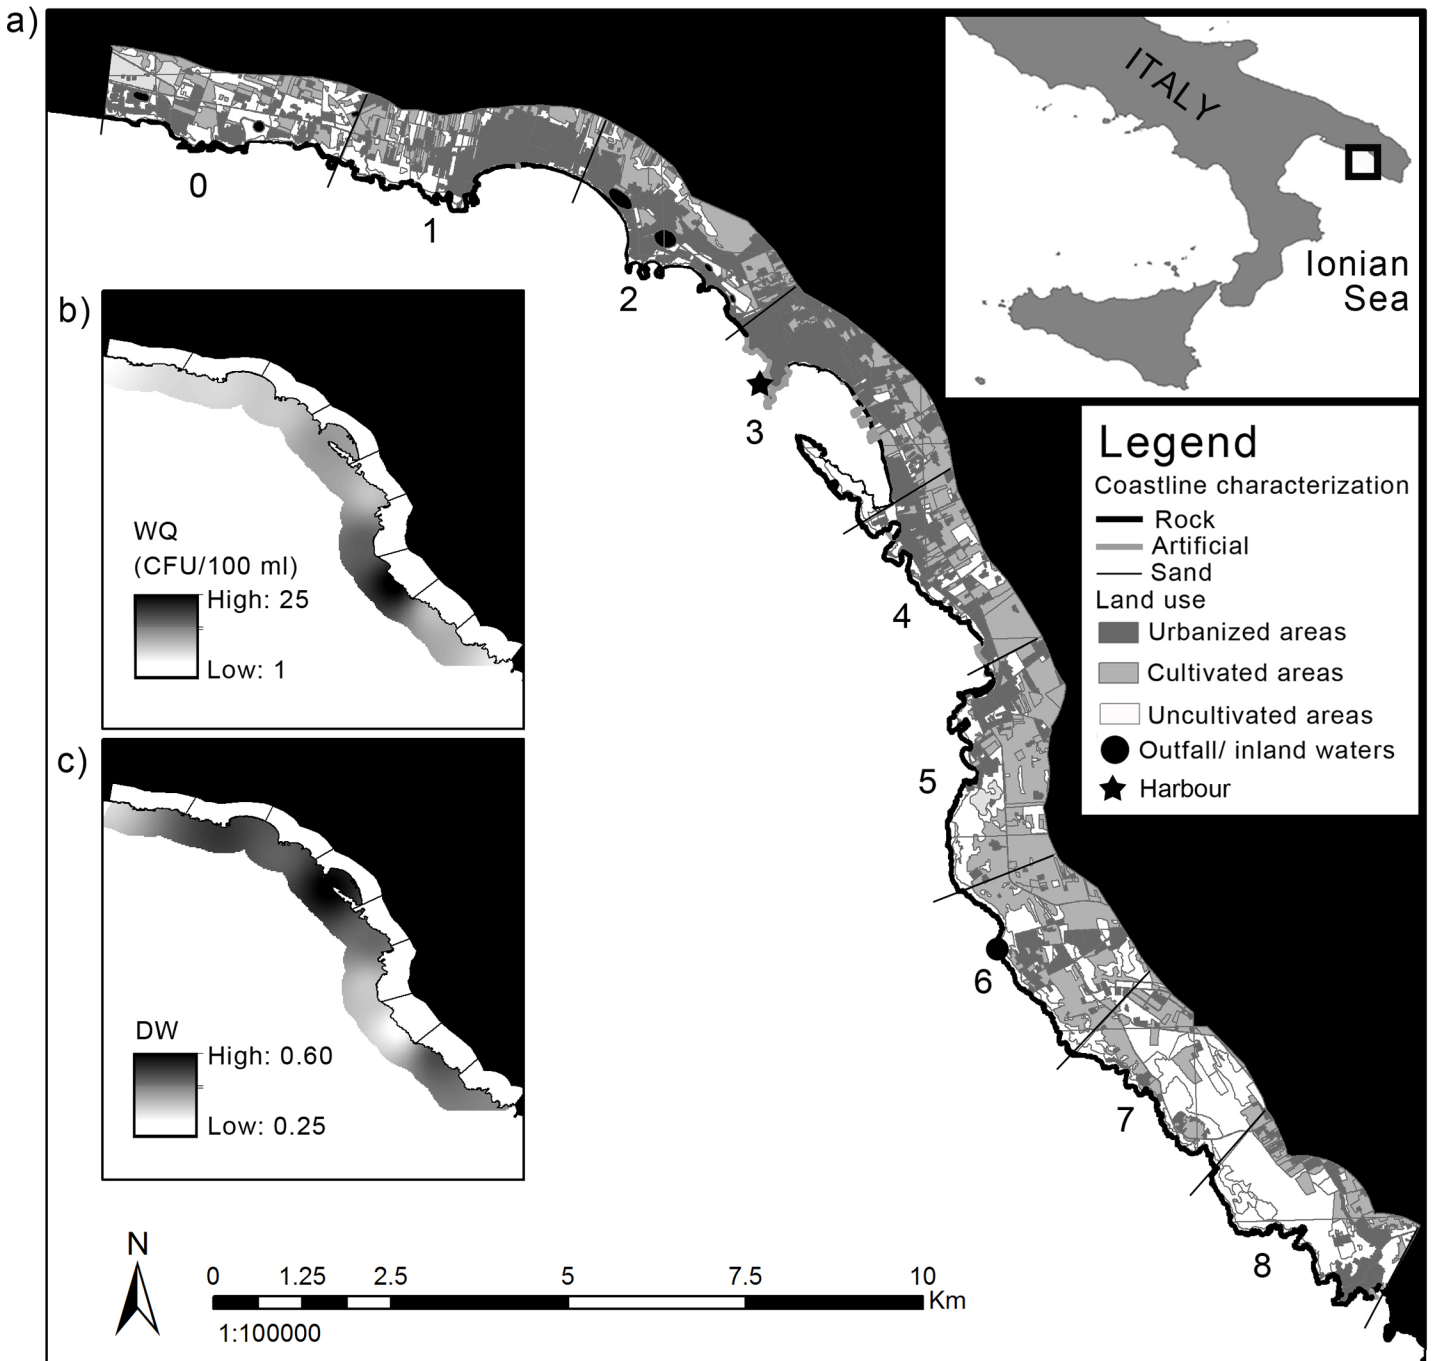 a)
ITALY
Ionian
Sea
0
1
2
3
4
5
6
7
8
b)
WQ
(CFU/100 ml)
High: 25
Low: 1
c)
DW
High: 0.60
Low: 0.25
Legend
Coastline characterization
Rock
Artificial
Sand
Land use
Urbanized areas
Cultivated areas
Uncultivated areas
Outfall/ inland waters
Harbour
N
0 1.25 2.5 5 7.5 10
Km
1:100000